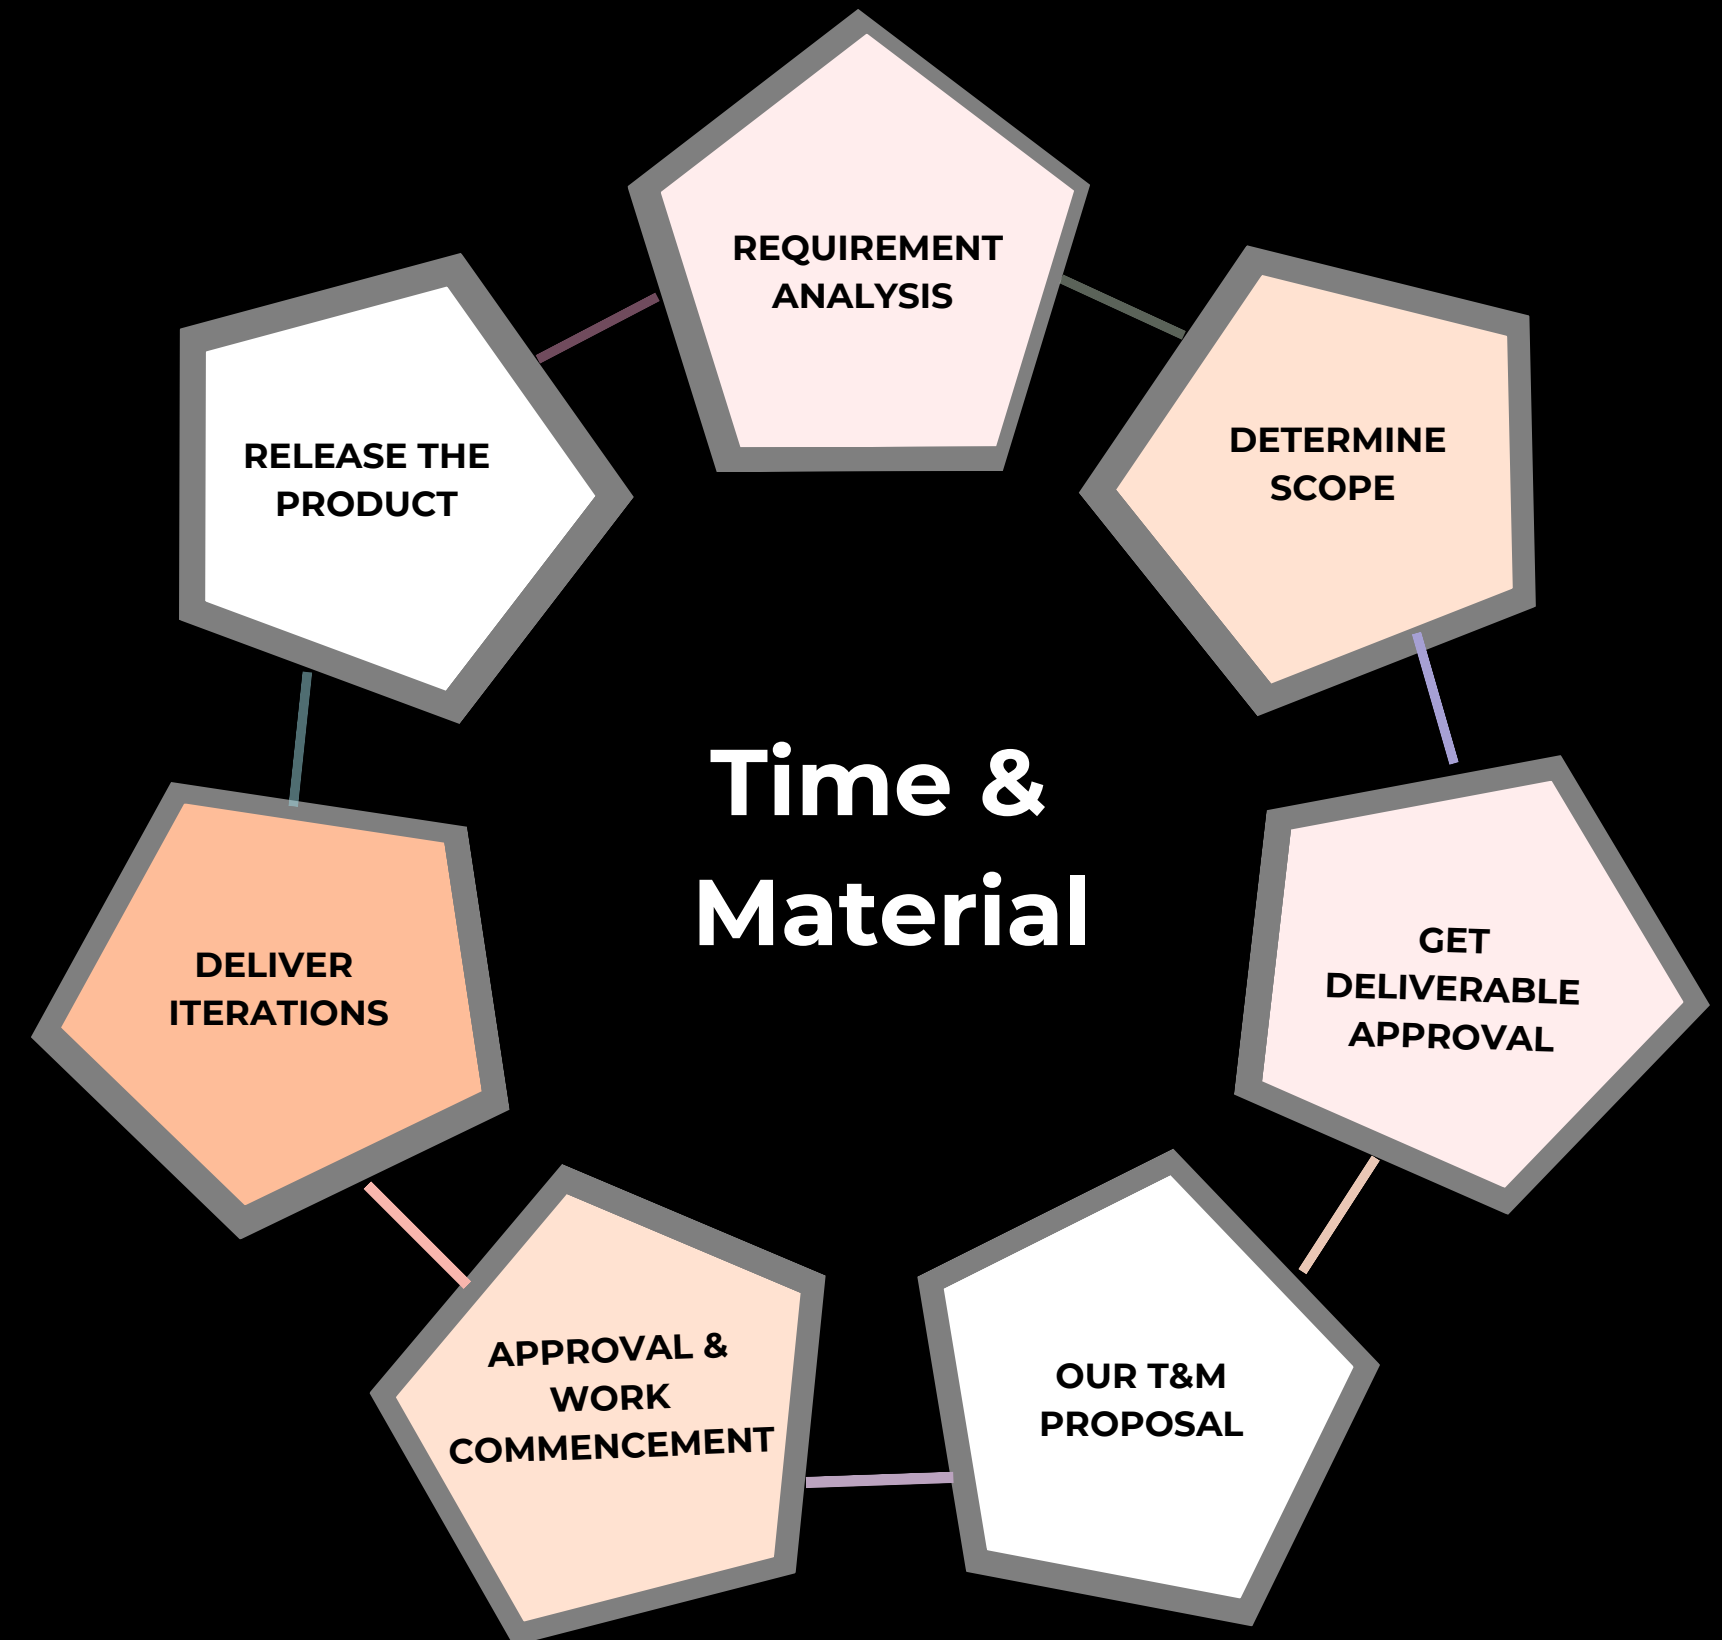 REQUIREMENT
ANALYSIS
DETERMINE
SCOPE
GET
DELIVERABLE
APPROVAL
OUR T&M
PROPOSAL
APPROVAL &
WORK
COMMENCEMENT
DELIVER
ITERATIONS
RELEASE THE
PRODUCT
Time &
Material